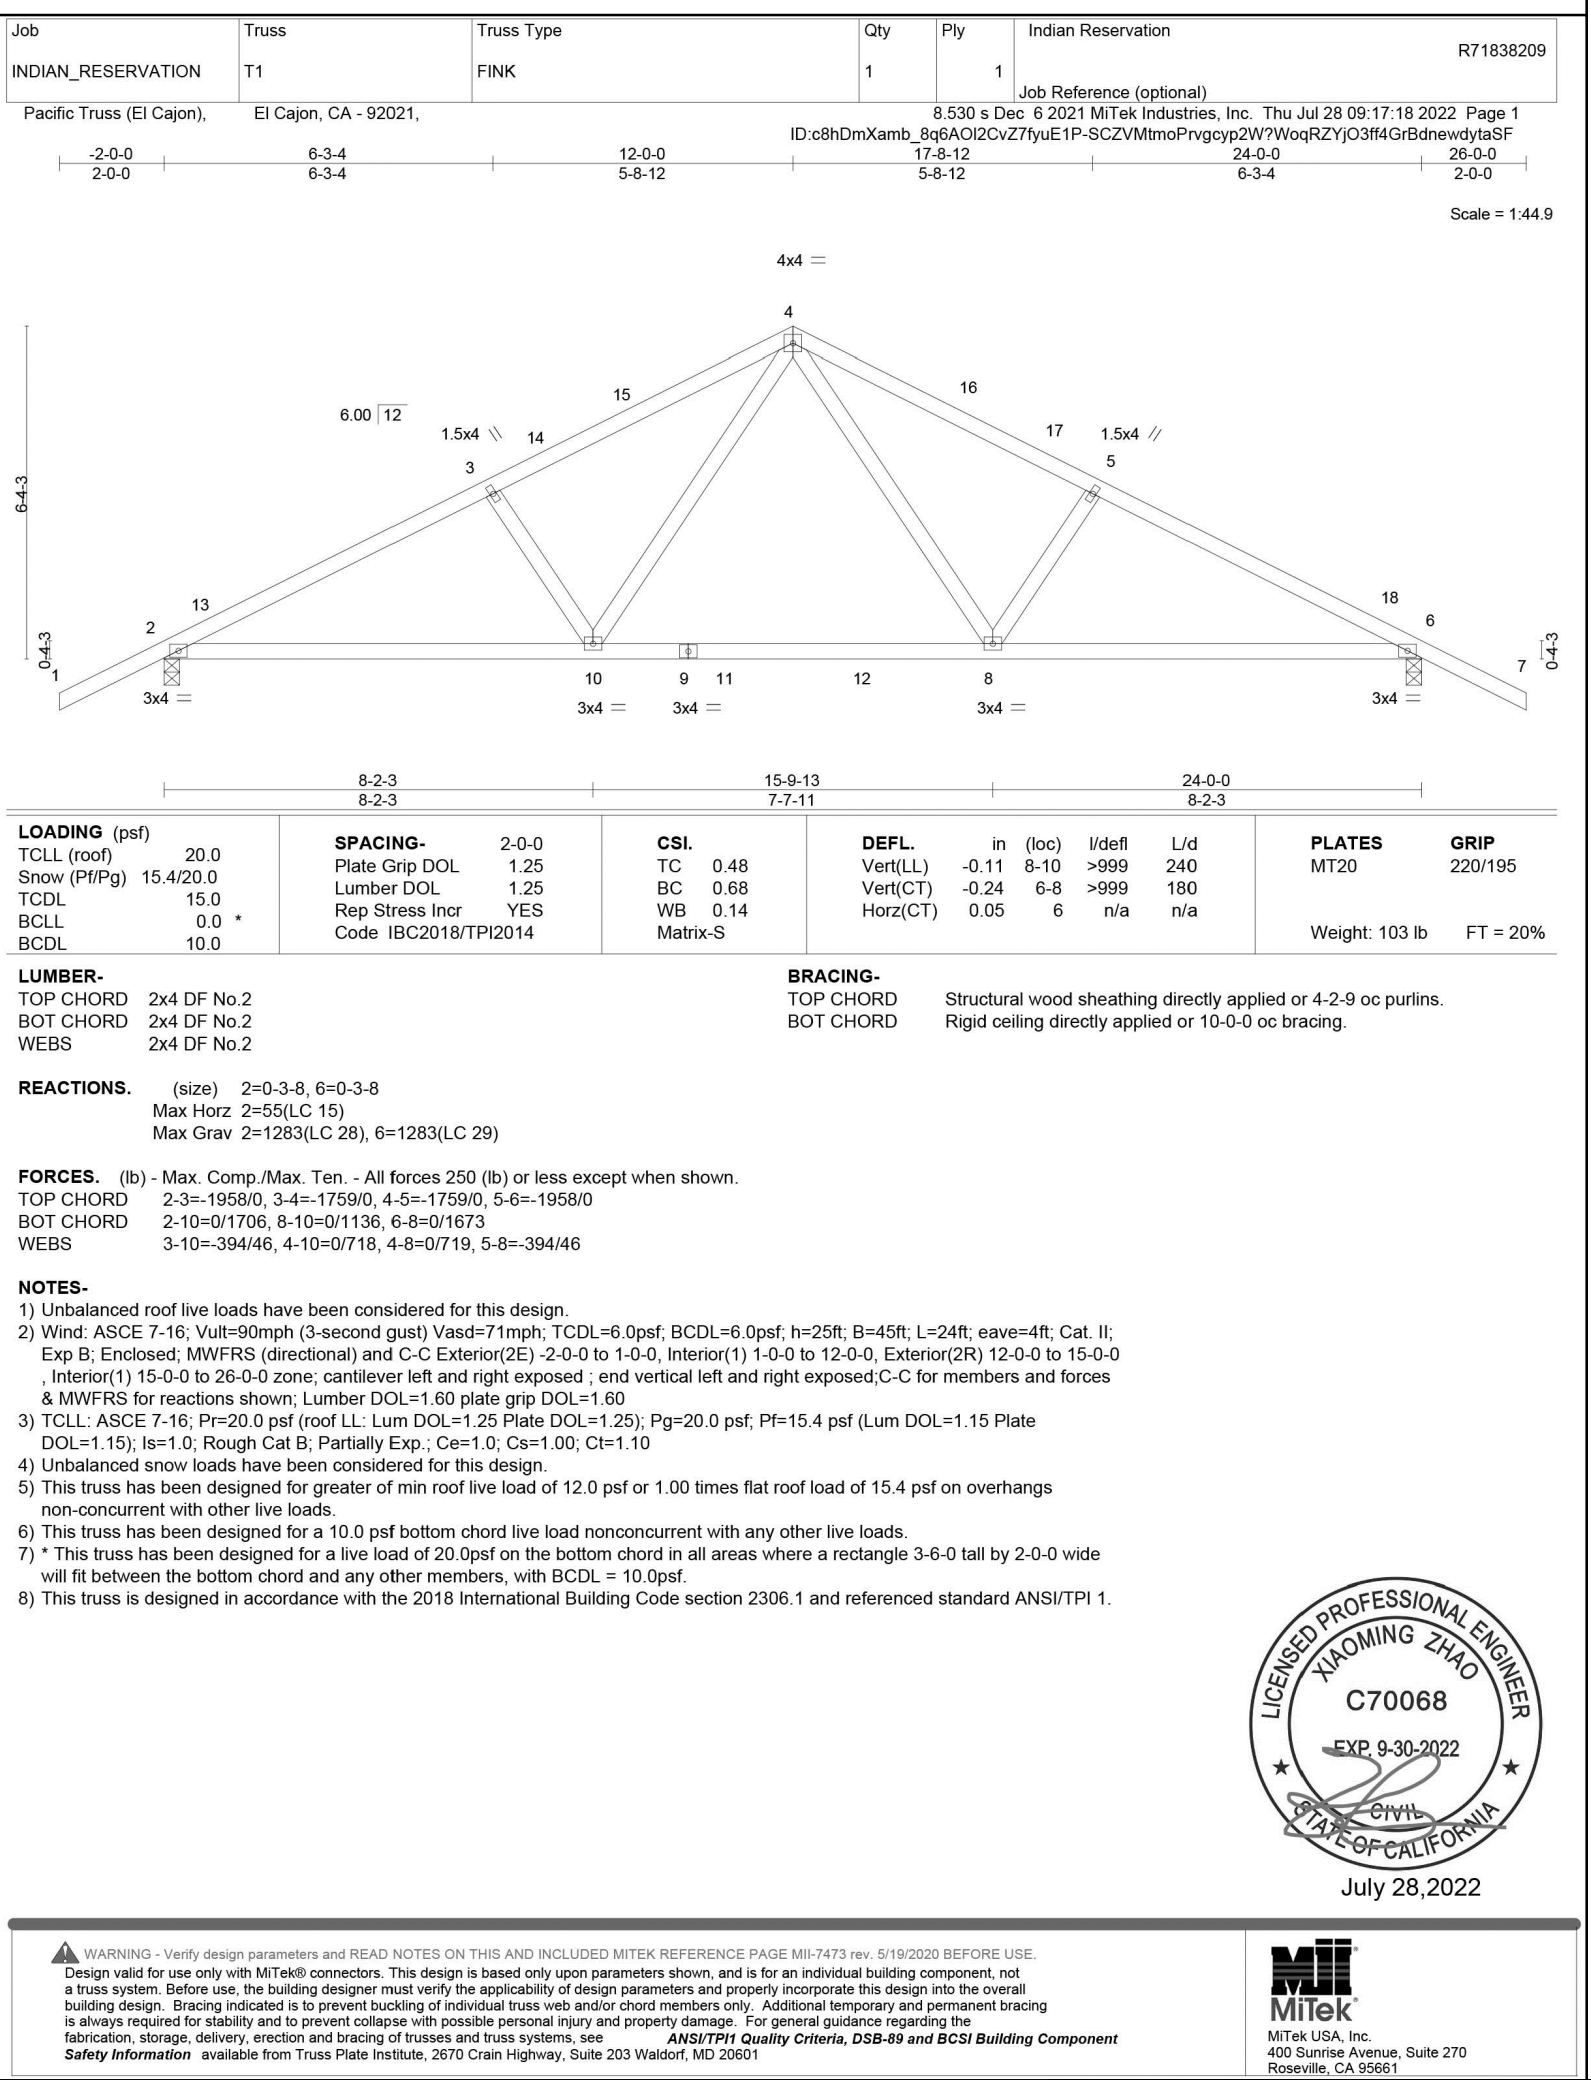 Job Truss Truss Type Qty Ply Indian Reservation
R71838209
INDIAN_RESERVATION T1 FINK 1 1
Job Reference (optional)
Pacific Truss (El Cajon), El Cajon, CA - 92021, 8.530 s Dec 6 2021 MiTek Industries, Inc. Thu Jul 28 09:17:18 2022 Page 1
-2-0-0 6-3-4 12-0-0 17-8-12 24-0-0 26-0-0
2-0-0 6-3-4 5-8-12 5-8-12 6-3-4 2-0-0
Scale = 1:44.9
4x4 =
4
15 16
6.00 12
1.5x4 \\ 14 17 1.5x4 //
3 5
6-4-3
13 18
2 6
0-4-3 0-4-3
1 7
10 9 11 12 8
3x4 = 3x4 =
3x4 = 3x4 = 3x4 =
8-2-3 15-9-13 24-0-0
8-2-3 7-7-11 8-2-3
LOADING (psf)
TCLL (roof) 20.0
Snow (Pf/Pg) 15.4/20.0
TCDL 15.0
BCLL 0.0 *
BCDL 10.0
SPACING- 2-0-0
Plate Grip DOL 1.25
Lumber DOL 1.25
Rep Stress Incr YES
Code IBC2018/TPI2014
CSI.
TC 0.48
BC 0.68
WB 0.14
Matrix-S
DEFL. in (loc) l/defl L/d
Vert(LL) -0.11 8-10 >999 240
Vert(CT) -0.24 6-8 >999 180
Horz(CT) 0.05 6 n/a n/a
PLATES GRIP
MT20 220/195
Weight: 103 lb FT = 20%
LUMBER-
TOP CHORD 2x4 DF No.2
BOT CHORD 2x4 DF No.2
WEBS 2x4 DF No.2
BRACING-
TOP CHORD Structural wood sheathing directly applied or 4-2-9 oc purlins.
BOT CHORD Rigid ceiling directly applied or 10-0-0 oc bracing.
REACTIONS. (size) 2=0-3-8, 6=0-3-8
Max Horz 2=55(LC 15)
Max Grav 2=1283(LC 28), 6=1283(LC 29)
FORCES. (lb) - Max. Comp./Max. Ten. - All forces 250 (lb) or less except when shown.
TOP CHORD 2-3=-1958/0, 3-4=-1759/0, 4-5=-1759/0, 5-6=-1958/0
BOT CHORD 2-10=0/1706, 8-10=0/1136, 6-8=0/1673
WEBS 3-10=-394/46, 4-10=0/718, 4-8=0/719, 5-8=-394/46
NOTES-
1) Unbalanced roof live loads have been considered for this design.
2) Wind: ASCE 7-16; Vult=90mph (3-second gust) Vasd=71mph; TCDL=6.0psf; BCDL=6.0psf; h=25ft; B=45ft; L=24ft; eave=4ft; Cat. II;
Exp B; Enclosed; MWFRS (directional) and C-C Exterior(2E) -2-0-0 to 1-0-0, Interior(1) 1-0-0 to 12-0-0, Exterior(2R) 12-0-0 to 15-0-0
, Interior(1) 15-0-0 to 26-0-0 zone; cantilever left and right exposed ; end vertical left and right exposed;C-C for members and forces
& MWFRS for reactions shown; Lumber DOL=1.60 plate grip DOL=1.60
3) TCLL: ASCE 7-16; Pr=20.0 psf (roof LL: Lum DOL=1.25 Plate DOL=1.25); Pg=20.0 psf; Pf=15.4 psf (Lum DOL=1.15 Plate
DOL=1.15); Is=1.0; Rough Cat B; Partially Exp.; Ce=1.0; Cs=1.00; Ct=1.10
4) Unbalanced snow loads have been considered for this design.
5) This truss has been designed for greater of min roof live load of 12.0 psf or 1.00 times flat roof load of 15.4 psf on overhangs
non-concurrent with other live loads.
6) This truss has been designed for a 10.0 psf bottom chord live load nonconcurrent with any other live loads.
7) * This truss has been designed for a live load of 20.0psf on the bottom chord in all areas where a rectangle 3-6-0 tall by 2-0-0 wide
will fit between the bottom chord and any other members, with BCDL = 10.0psf.
8) This truss is designed in accordance with the 2018 International Building Code section 2306.1 and referenced standard ANSI/TPI 1.
LICENSED PROFESSIONAL ENGINEER
XIAOMING ZHAO
C70068
EXP. 9-30-2022
CIVIL
STATE OF CALIFORNIA
July 28,2022
WARNING - Verify design parameters and READ NOTES ON THIS AND INCLUDED MITEK REFERENCE PAGE MII-7473 rev. 5/19/2020 BEFORE USE.
Design valid for use only with MiTek® connectors. This design is based only upon parameters shown, and is for an individual building component, not
a truss system. Before use, the building designer must verify the applicability of design parameters and properly incorporate this design into the overall
building design. Bracing indicated is to prevent buckling of individual truss web and/or chord members only. Additional temporary and permanent bracing
is always required for stability and to prevent collapse with possible personal injury and property damage. For general guidance regarding the
fabrication, storage, delivery, erection and bracing of trusses and truss systems, see ANSI/TPI1 Quality Criteria, DSB-89 and BCSI Building Component
Safety Information available from Truss Plate Institute, 2670 Crain Highway, Suite 203 Waldorf, MD 20601
MiTek®
MiTek USA, Inc.
400 Sunrise Avenue, Suite 270
Roseville, CA 95661